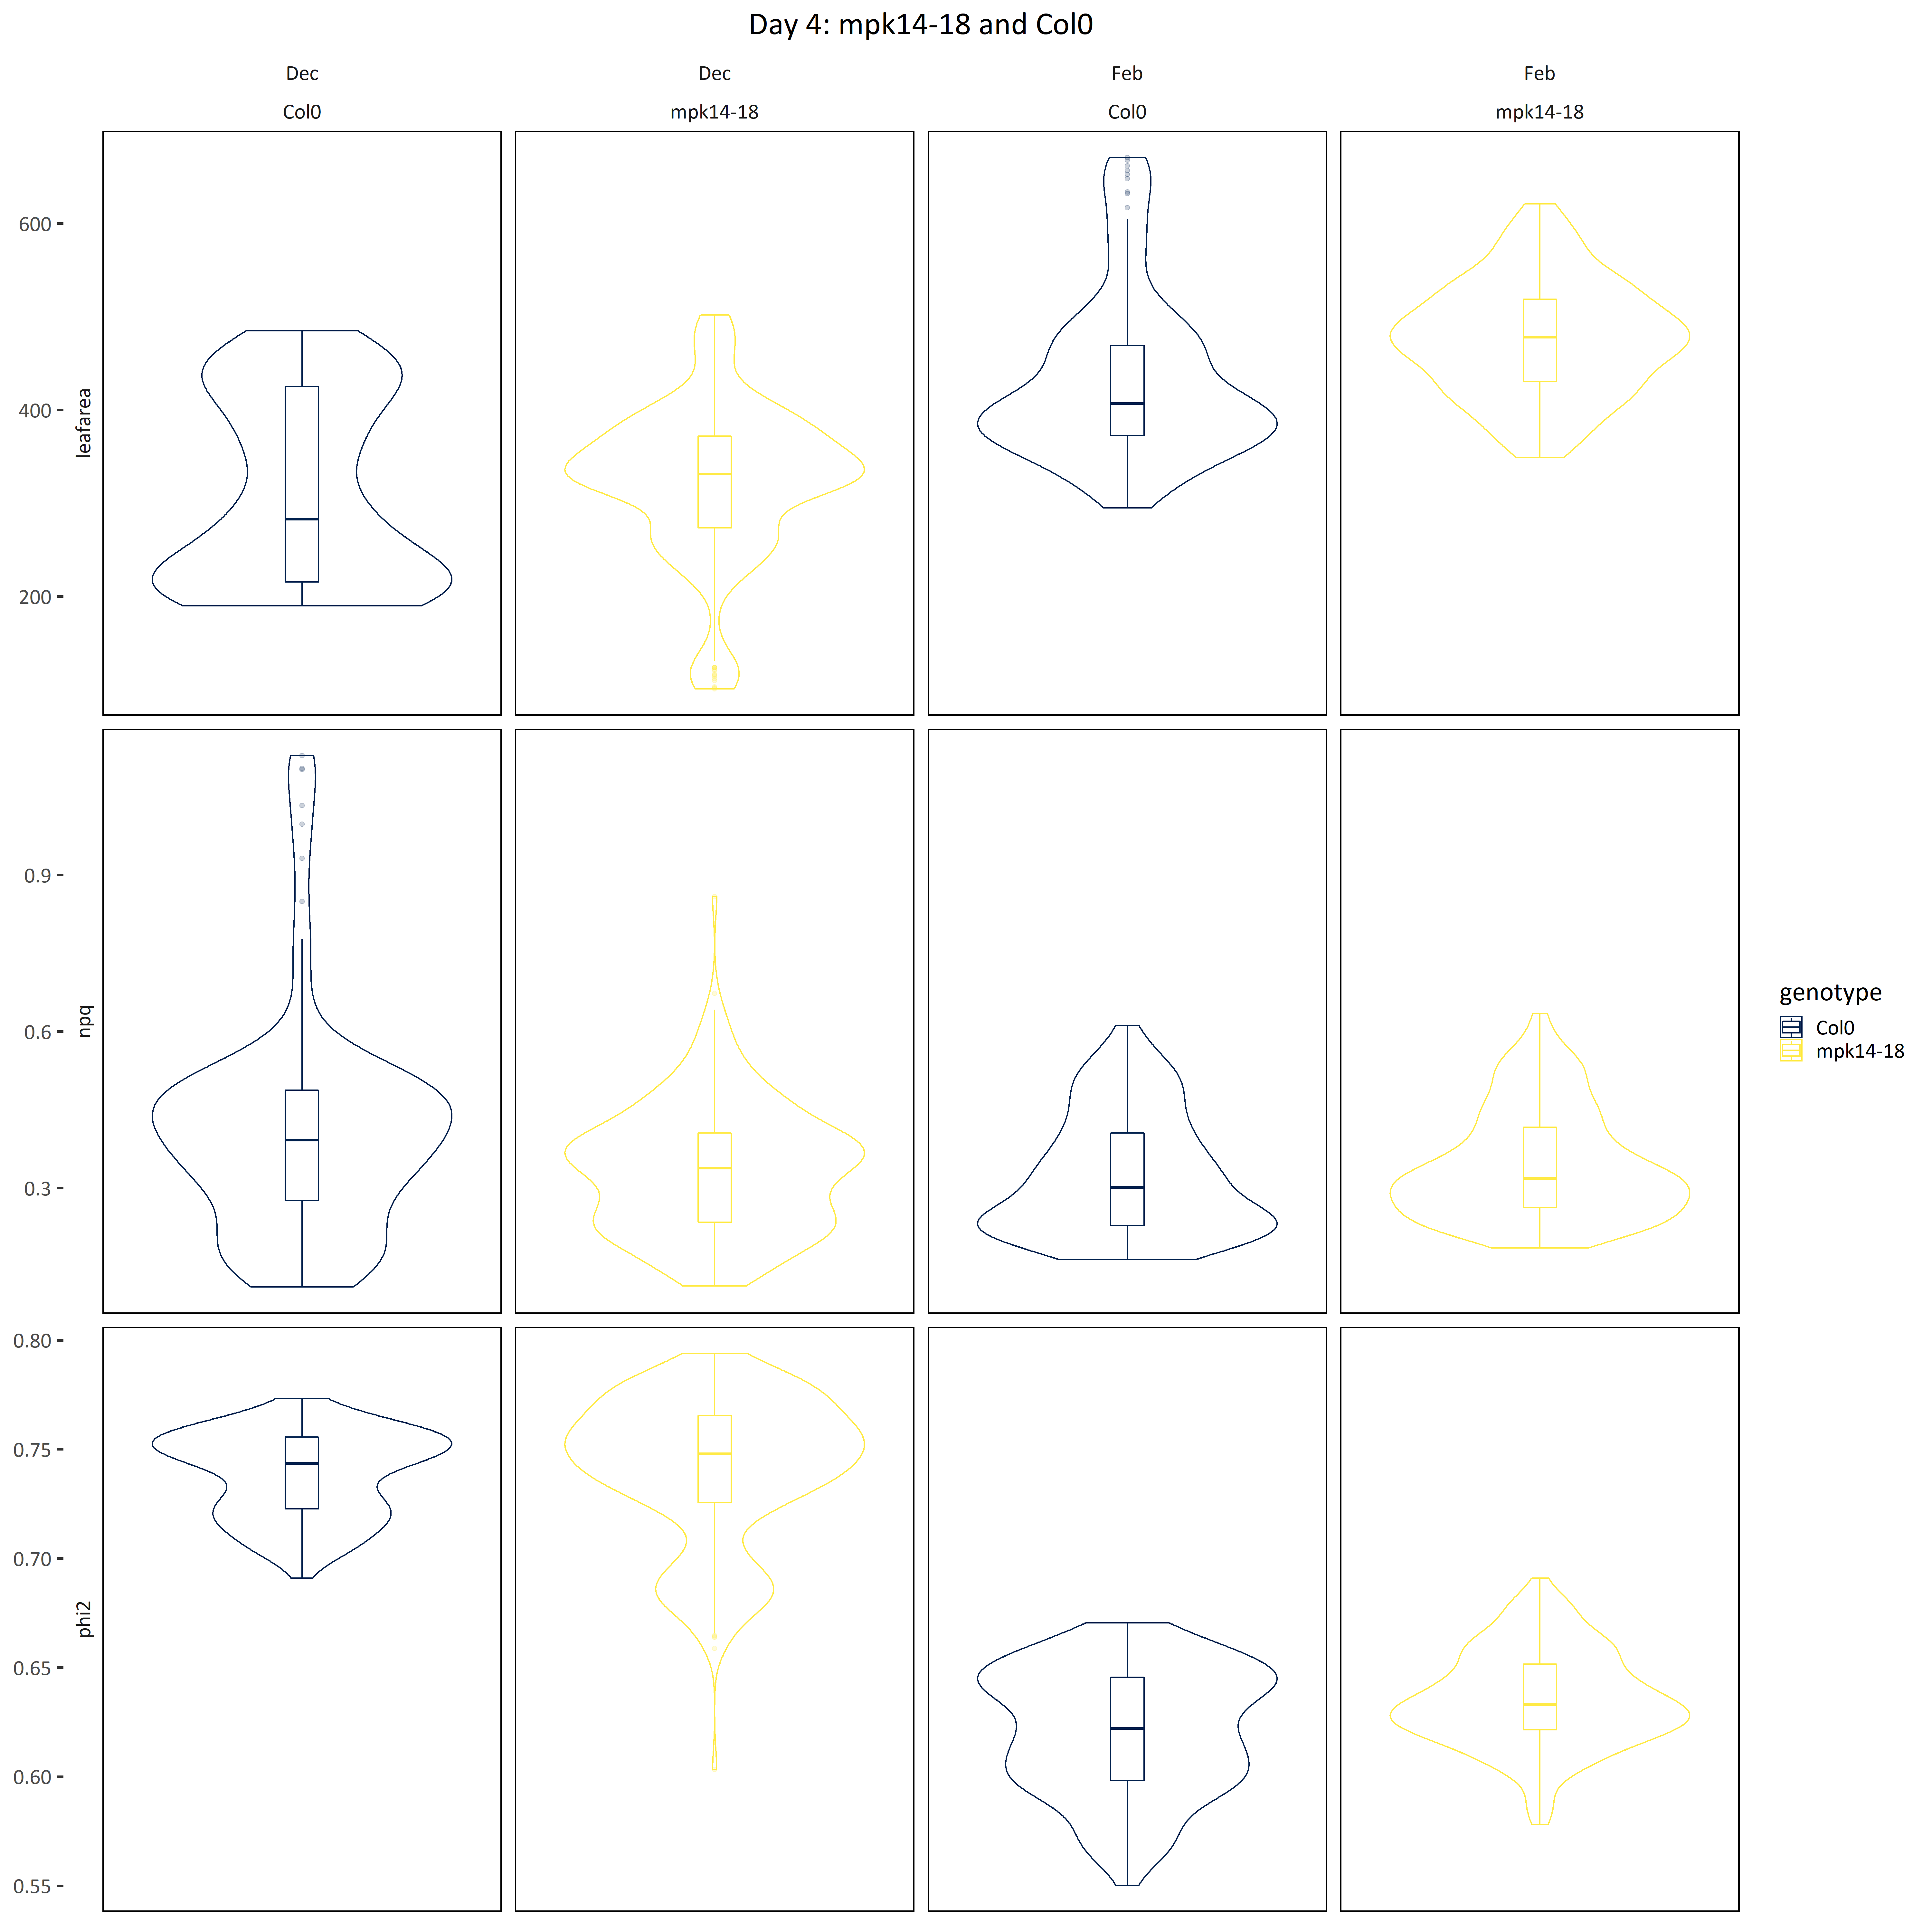 Day 4: mpk14-18 and Col0
Dec Dec Feb Feb
Col0 mpk14-18 Col0 mpk14-18
600
400
200
leafarea
0.9
0.6
0.3
npq
0.80
0.75
0.70
0.65
0.60
0.55
phi2
genotype
Col0
mpk14-18